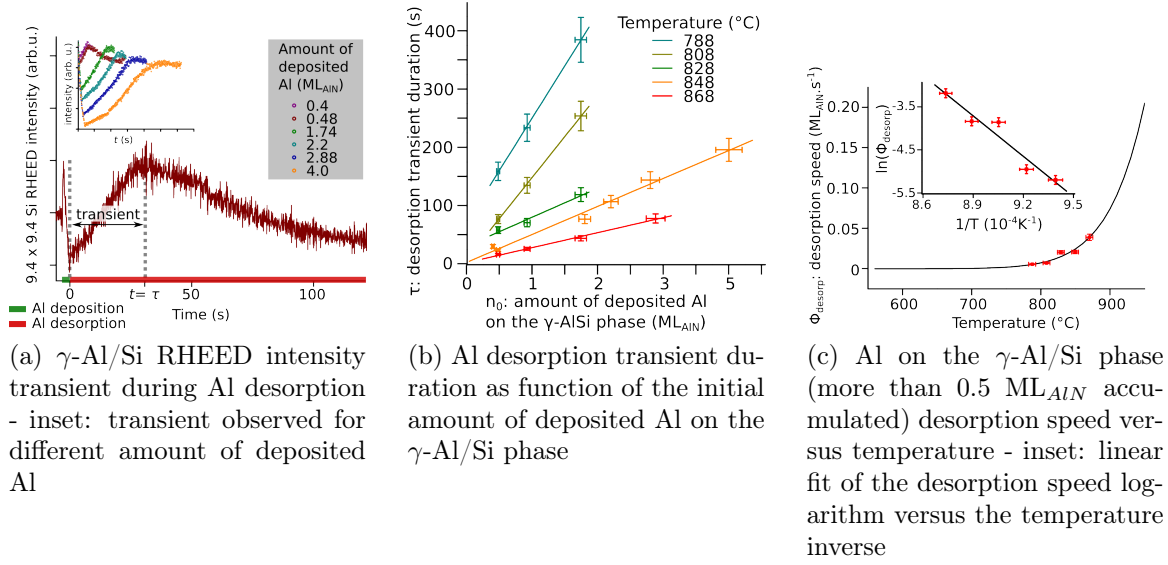 9.4 x 9.4 Si RHEED intensity (arb.u.)
intensity (arb. u.)
t (s)
Amount of
deposited
Al (ML_AlN)
0.4
0.48
1.74
2.2
2.88
4.0
transient
0
50
100
t= τ
Time (s)
Al deposition
Al desorption
(a) γ-Al/Si RHEED intensity
transient during Al desorption
- inset: transient observed for
different amount of deposited
Al
τ: desorption transient duration (s)
400
300
200
100
0
Temperature (°C)
788
808
828
848
868
0
1
2
3
4
5
n₀: amount of deposited Al
on the γ-AlSi phase (ML_AlN)
(b) Al desorption transient du-
ration as function of the initial
amount of deposited Al on the
γ-Al/Si phase
Φ_desorp: desorption speed (ML_AlN.s⁻¹)
0.20
0.15
0.10
0.05
0
ln(Φ_desorp)
-3.5
-4.5
-5.5
8.6
8.9
9.2
9.5
1/T (10⁻⁴K⁻¹)
600
700
800
900
Temperature (°C)
(c) Al on the γ-Al/Si phase
(more than 0.5 ML_AlN accu-
mulated) desorption speed ver-
sus temperature - inset: linear
fit of the desorption speed log-
arithm versus the temperature
inverse